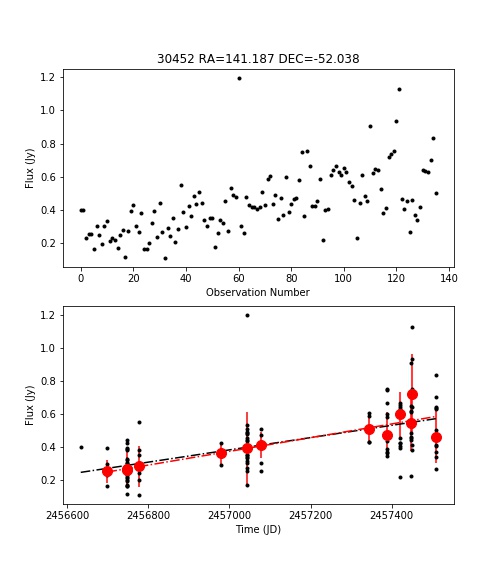 30452 RA=141.187 DEC=-52.038
1.2
1.0
0.8
0.6
0.4
0.2
Flux (Jy)
0 20 40 60 80 100 120 140
Observation Number
1.2
1.0
0.8
0.6
0.4
0.2
Flux (Jy)
2456600 2456800 2457000 2457200 2457400
Time (JD)